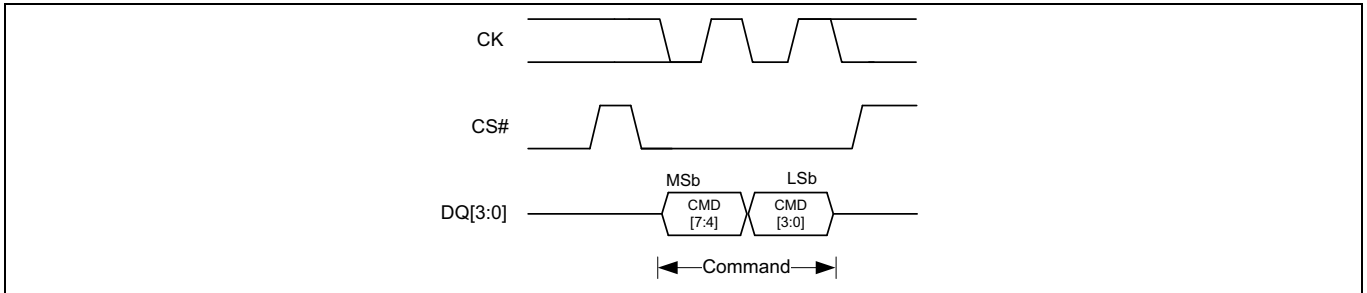 CK
CS#
MSb LSb
DQ[3:0]
CMD
[7:4]
CMD
[3:0]
Command